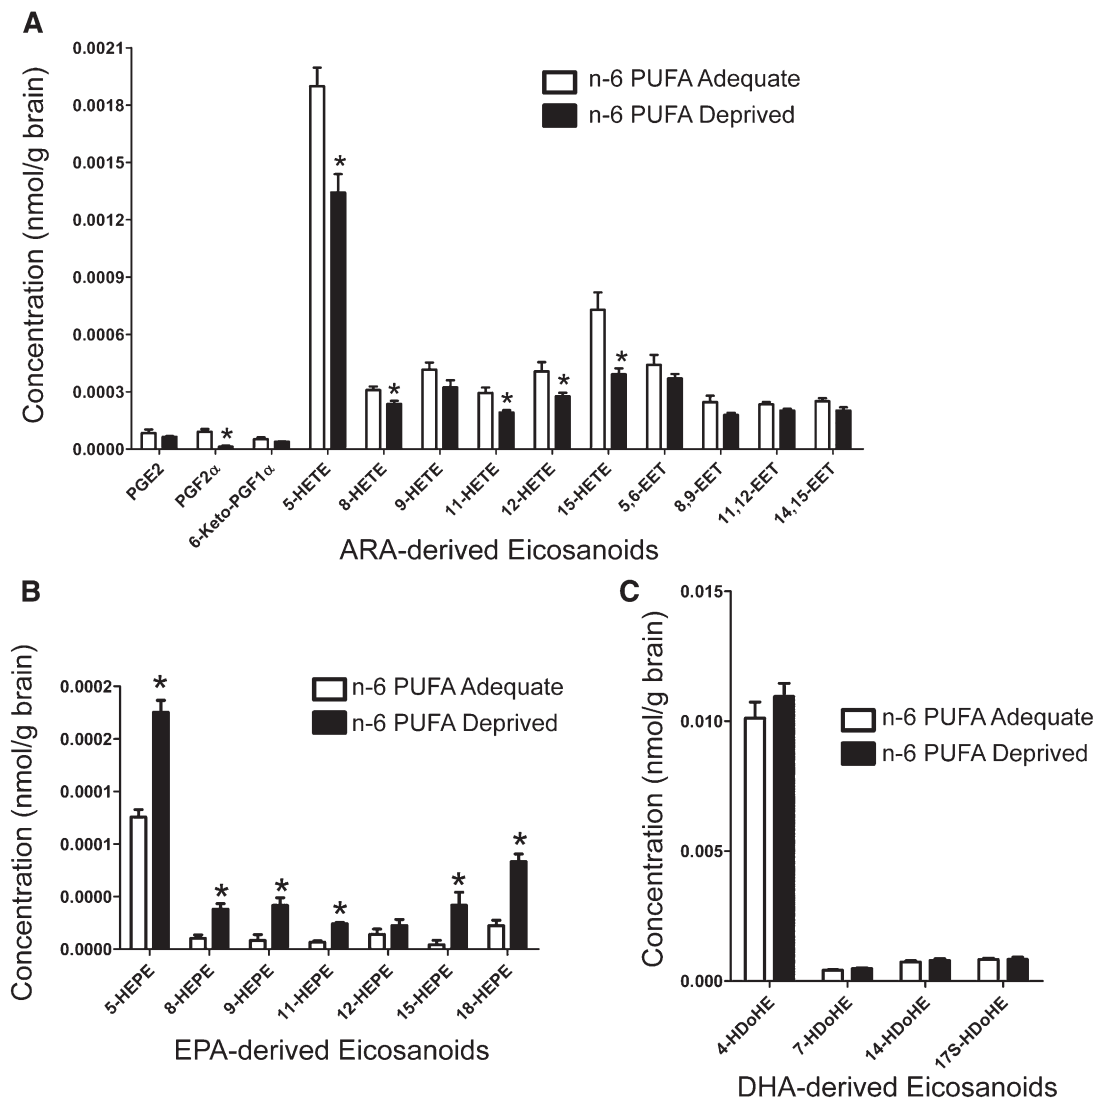 A
Concentration (nmol/g brain)
0.0021
0.0018
0.0015
0.0012
0.0009
0.0006
0.0003
0.0000
n-6 PUFA Adequate
n-6 PUFA Deprived
*
*
*
*
*
*
PGE2
PGF2α
6-Keto-PGF1α
5-HETE
8-HETE
9-HETE
11-HETE
12-HETE
15-HETE
5,6-EET
8,9-EET
11,12-EET
14,15-EET
ARA-derived Eicosanoids
B
Concentration (nmol/g brain)
0.0002
0.0002
0.0001
0.0001
0.0000
0.0000
n-6 PUFA Adequate
n-6 PUFA Deprived
*
*
*
*
*
*
5-HEPE
8-HEPE
9-HEPE
11-HEPE
12-HEPE
15-HEPE
18-HEPE
EPA-derived Eicosanoids
C
Concentration (nmol/g brain)
0.015
0.010
0.005
0.000
n-6 PUFA Adequate
n-6 PUFA Deprived
4-HDoHE
7-HDoHE
14-HDoHE
17S-HDoHE
DHA-derived Eicosanoids